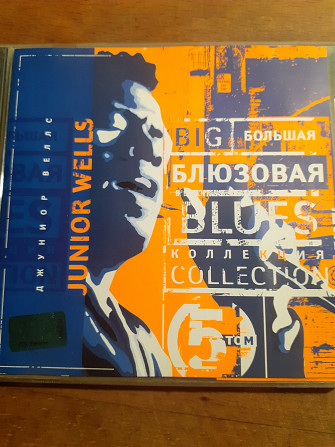 ДЖУНИОР ВЕЛЛС
JUNIOR WELLS
BIG БОЛЬШАЯ
БЛЮЗОВАЯ
BLUES
КОЛЛЕКЦИЯ
COLLECTION
5 ТОМ